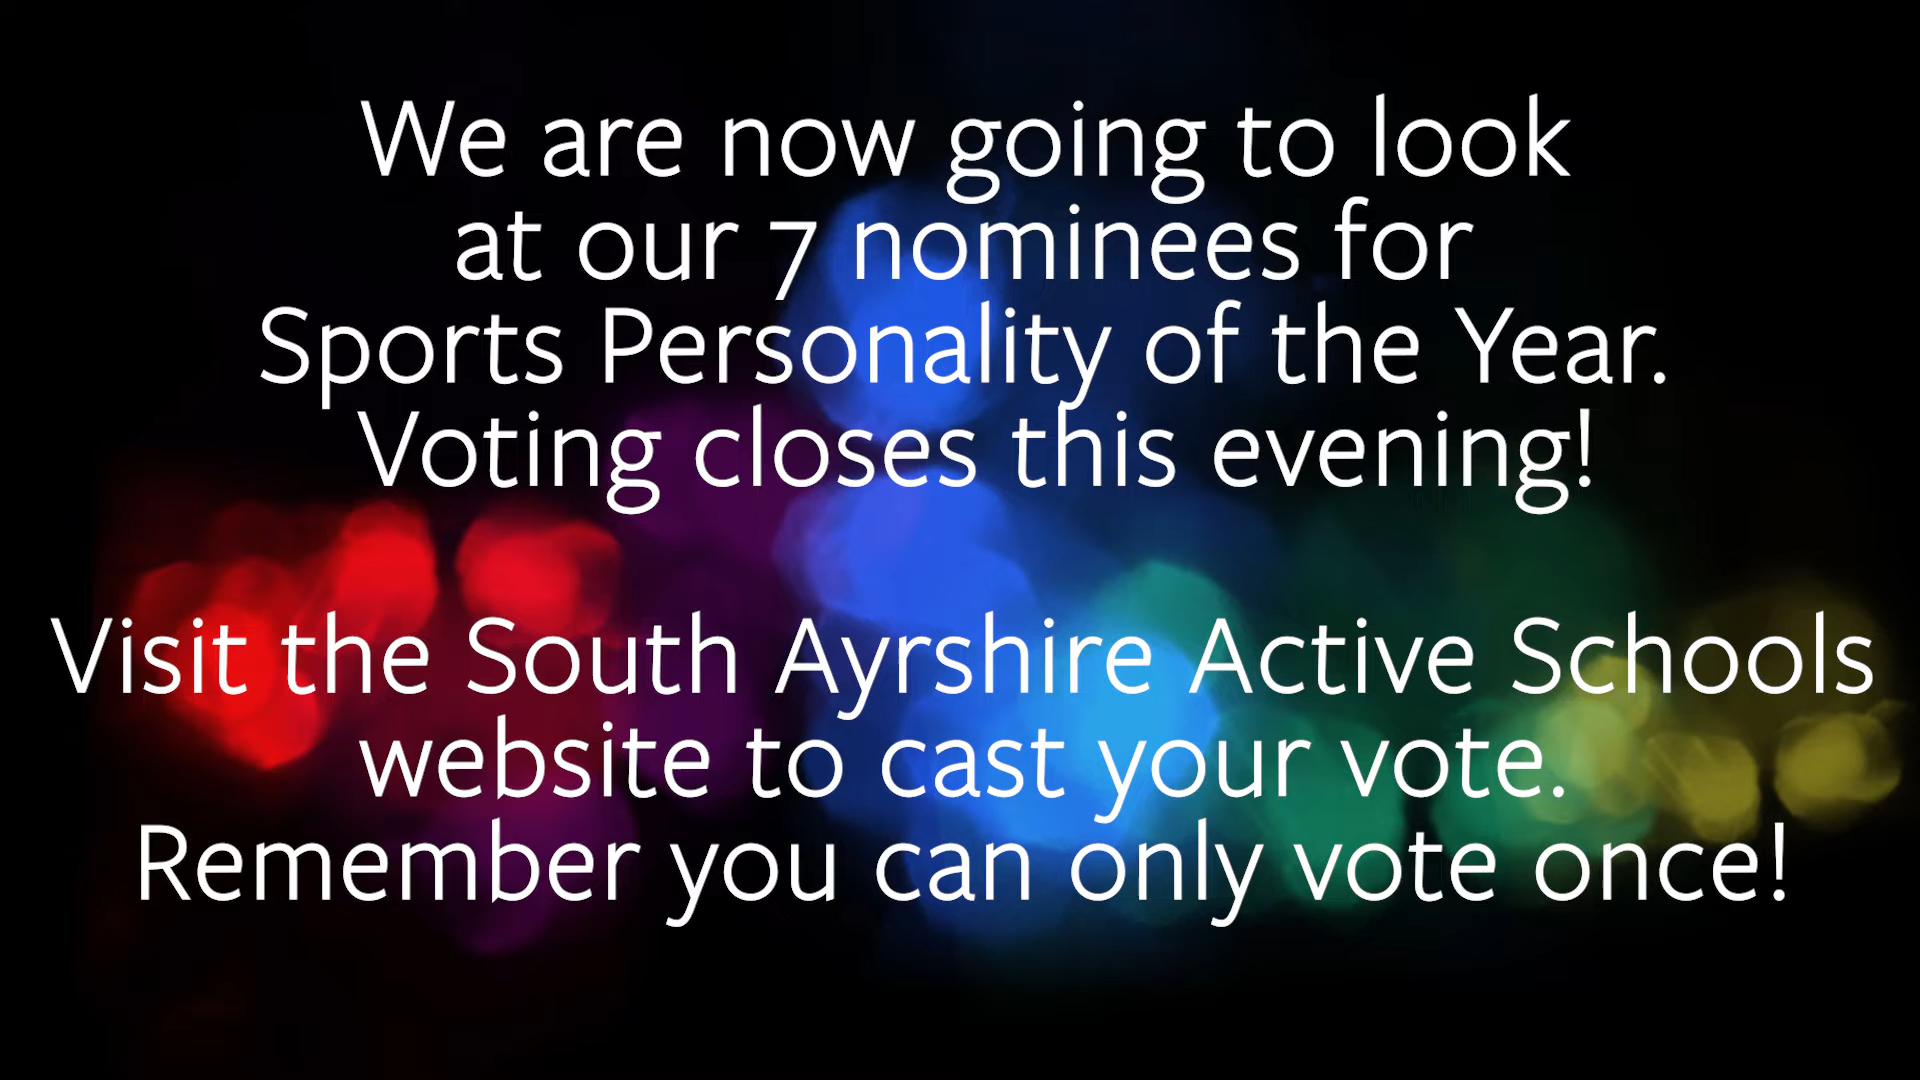 We are now going to look
at our 7 nominees for
Sports Personality of the Year.
Voting closes this evening!
Visit the South Ayrshire Active Schools
website to cast your vote.
Remember you can only vote once!